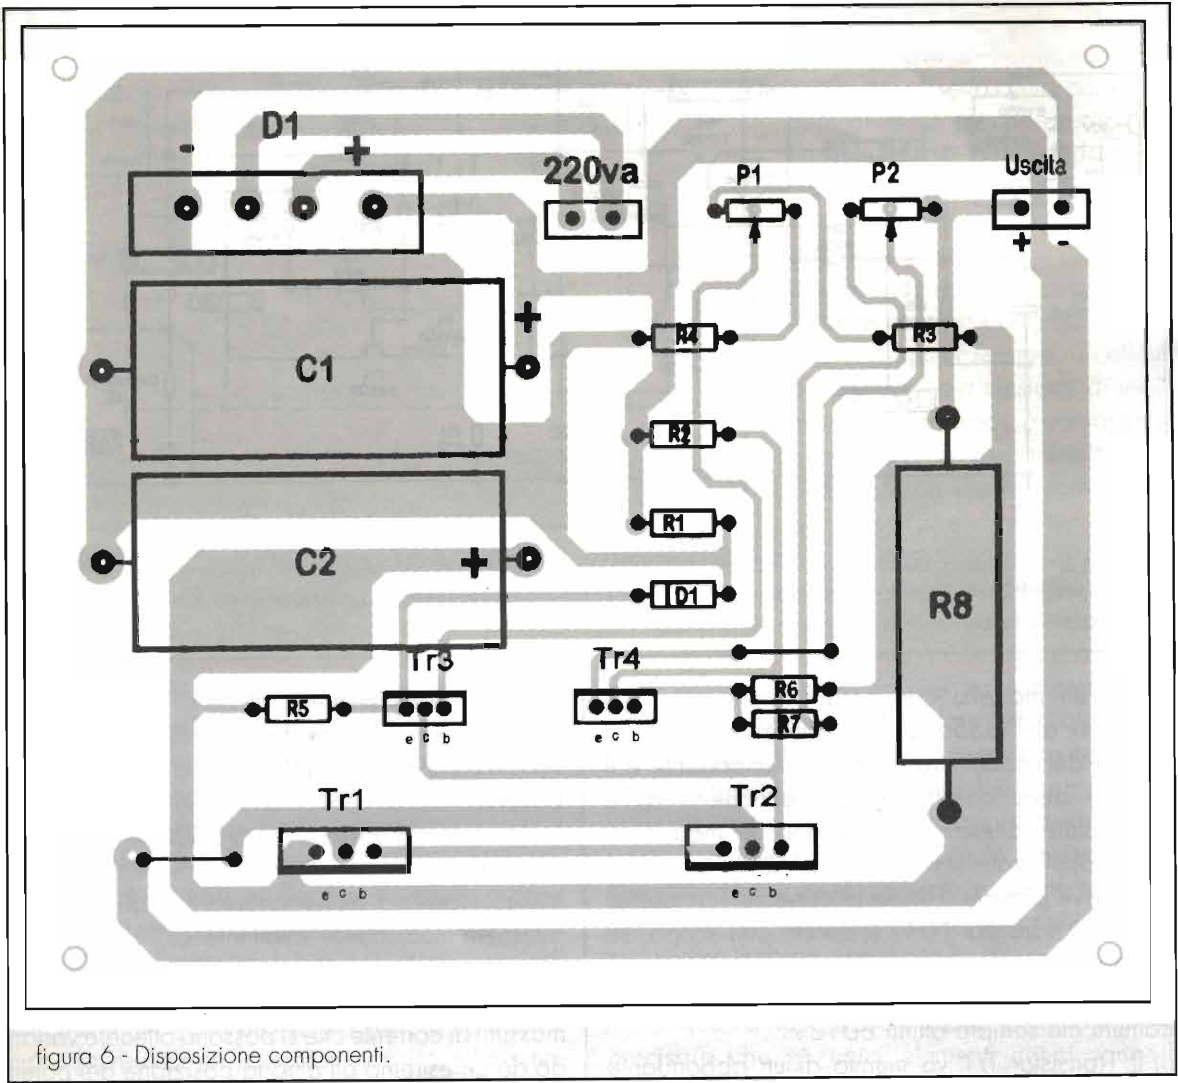 D1
- +
220va
P1
P2
Uscita
+ -
R4
R3
C1
+
R2
R1
C2
+
D1
R8
Tr3
Tr4
R5
e c b
e c b
R6
R7
Tr1
Tr2
e c b
e c b
figura 6 - Disposizione componenti.